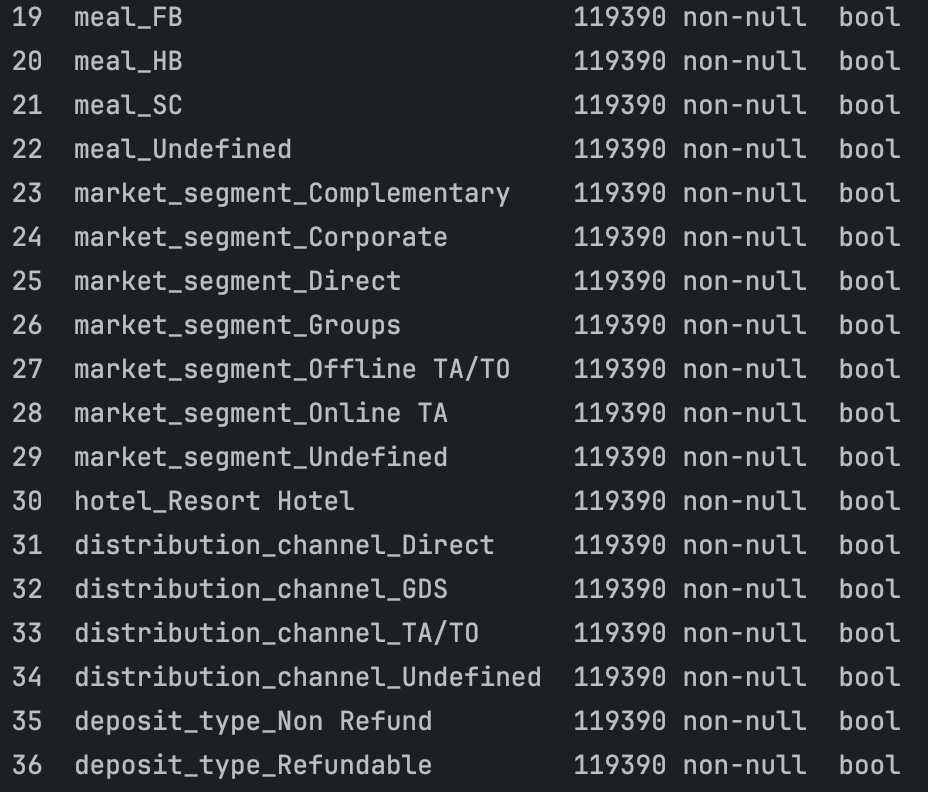 19 meal_FB 119390 non-null bool
20 meal_HB 119390 non-null bool
21 meal_SC 119390 non-null bool
22 meal_Undefined 119390 non-null bool
23 market_segment_Complementary 119390 non-null bool
24 market_segment_Corporate 119390 non-null bool
25 market_segment_Direct 119390 non-null bool
26 market_segment_Groups 119390 non-null bool
27 market_segment_Offline TA/TO 119390 non-null bool
28 market_segment_Online TA 119390 non-null bool
29 market_segment_Undefined 119390 non-null bool
30 hotel_Resort Hotel 119390 non-null bool
31 distribution_channel_Direct 119390 non-null bool
32 distribution_channel_GDS 119390 non-null bool
33 distribution_channel_TA/TO 119390 non-null bool
34 distribution_channel_Undefined 119390 non-null bool
35 deposit_type_Non Refund 119390 non-null bool
36 deposit_type_Refundable 119390 non-null bool